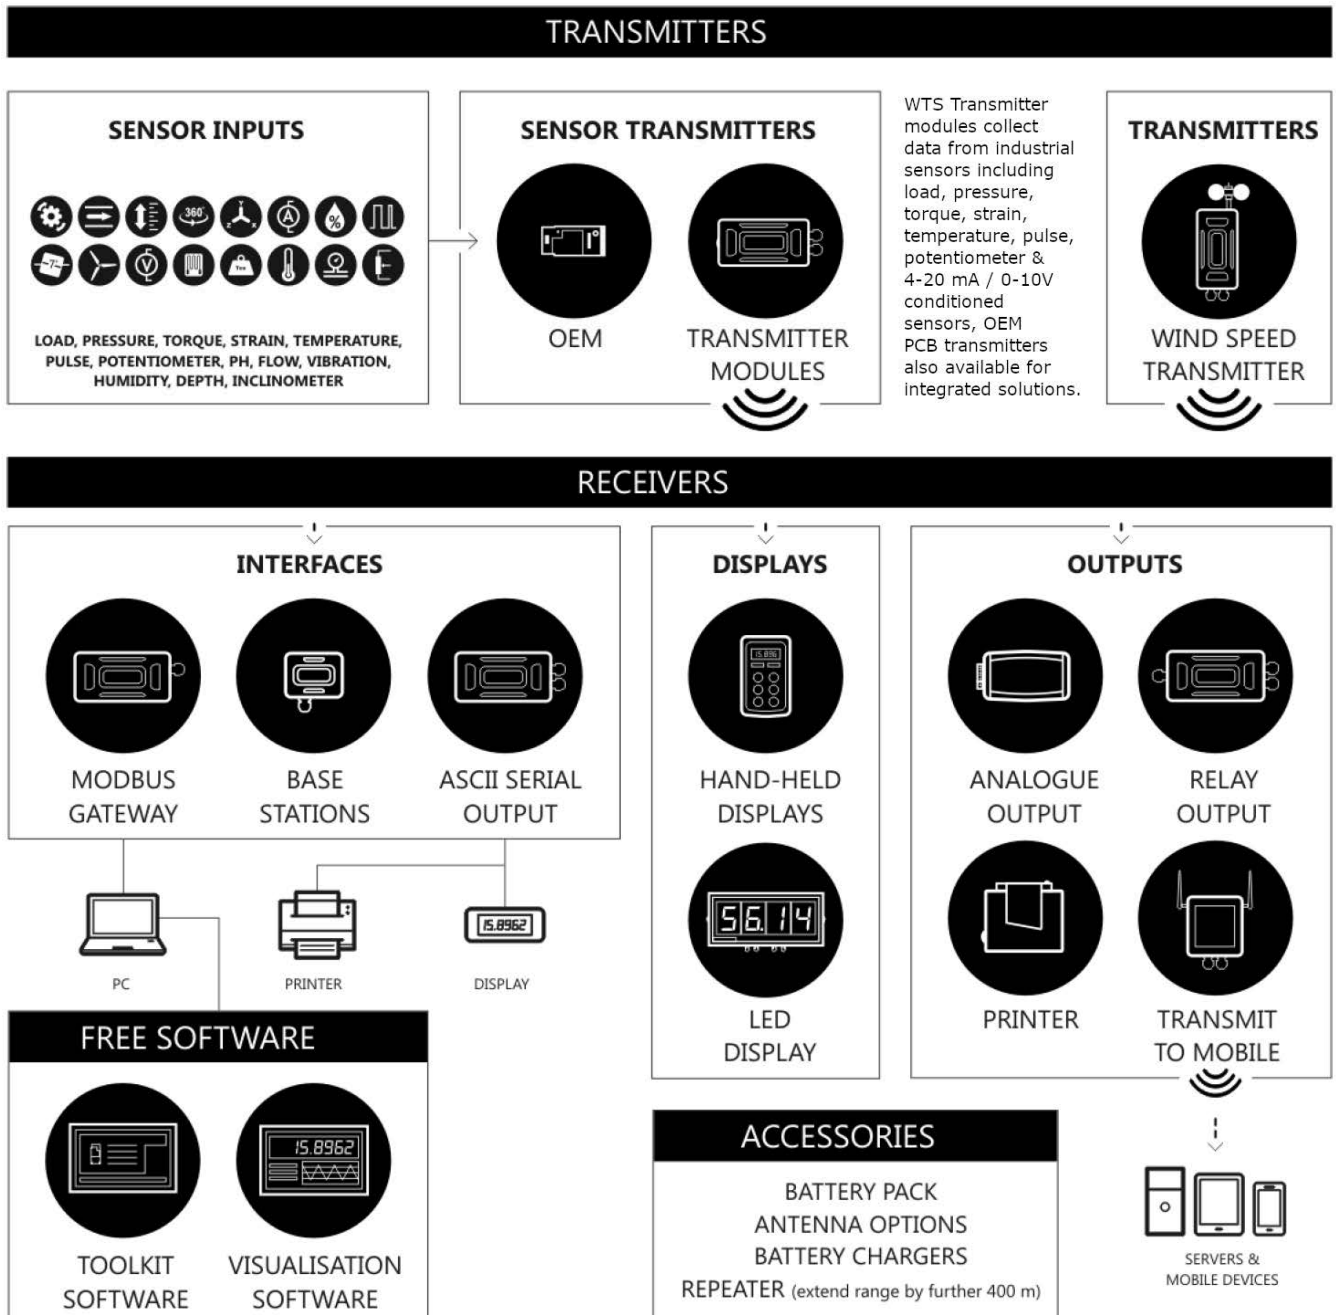 TRANSMITTERS
SENSOR INPUTS
360°
Y
Z
X
A
%
7°
V
LOAD, PRESSURE, TORQUE, STRAIN, TEMPERATURE,
PULSE, POTENTIOMETER, PH, FLOW, VIBRATION,
HUMIDITY, DEPTH, INCLINOMETER
SENSOR TRANSMITTERS
OEM
TRANSMITTER
MODULES
WTS Transmitter
modules collect
data from industrial
sensors including
load, pressure,
torque, strain,
temperature, pulse,
potentiometer &
4-20 mA / 0-10V
conditioned
sensors, OEM
PCB transmitters
also available for
integrated solutions.
TRANSMITTERS
WIND SPEED
TRANSMITTER
RECEIVERS
INTERFACES
MODBUS
GATEWAY
BASE
STATIONS
ASCII SERIAL
OUTPUT
PC
PRINTER
15.8962
DISPLAY
DISPLAYS
15.896
HAND-HELD
DISPLAYS
56.14
LED
DISPLAY
OUTPUTS
ANALOGUE
OUTPUT
RELAY
OUTPUT
PRINTER
TRANSMIT
TO MOBILE
SERVERS &
MOBILE DEVICES
FREE SOFTWARE
TOOLKIT
SOFTWARE
15.8962
VISUALISATION
SOFTWARE
ACCESSORIES
BATTERY PACK
ANTENNA OPTIONS
BATTERY CHARGERS
REPEATER (extend range by further 400 m)